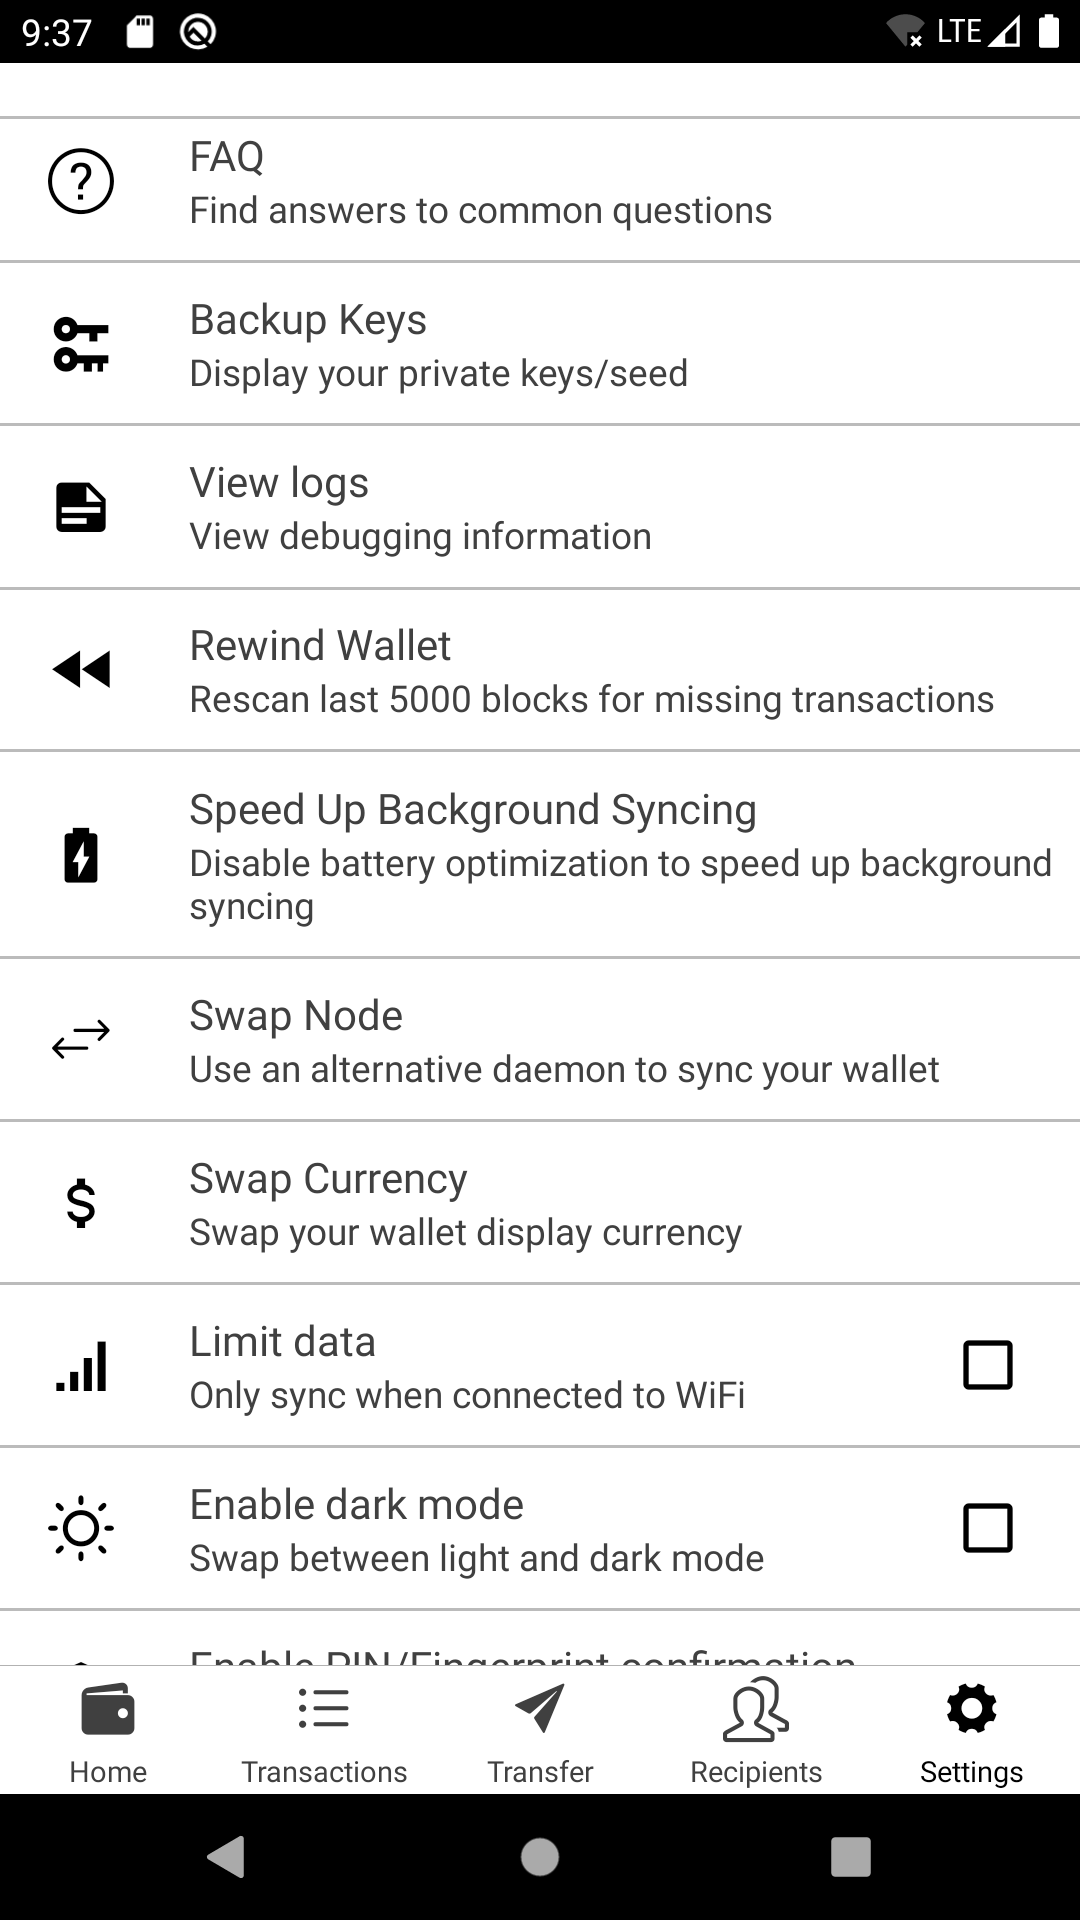 9:37
LTE
FAQ
Find answers to common questions
Backup Keys
Display your private keys/seed
View logs
View debugging information
Rewind Wallet
Rescan last 5000 blocks for missing transactions
Speed Up Background Syncing
Disable battery optimization to speed up background
syncing
Swap Node
Use an alternative daemon to sync your wallet
Swap Currency
Swap your wallet display currency
Limit data
Only sync when connected to WiFi
Enable dark mode
Swap between light and dark mode
Enable PIN/Fingerprint confirmation
Home
Transactions
Transfer
Recipients
Settings